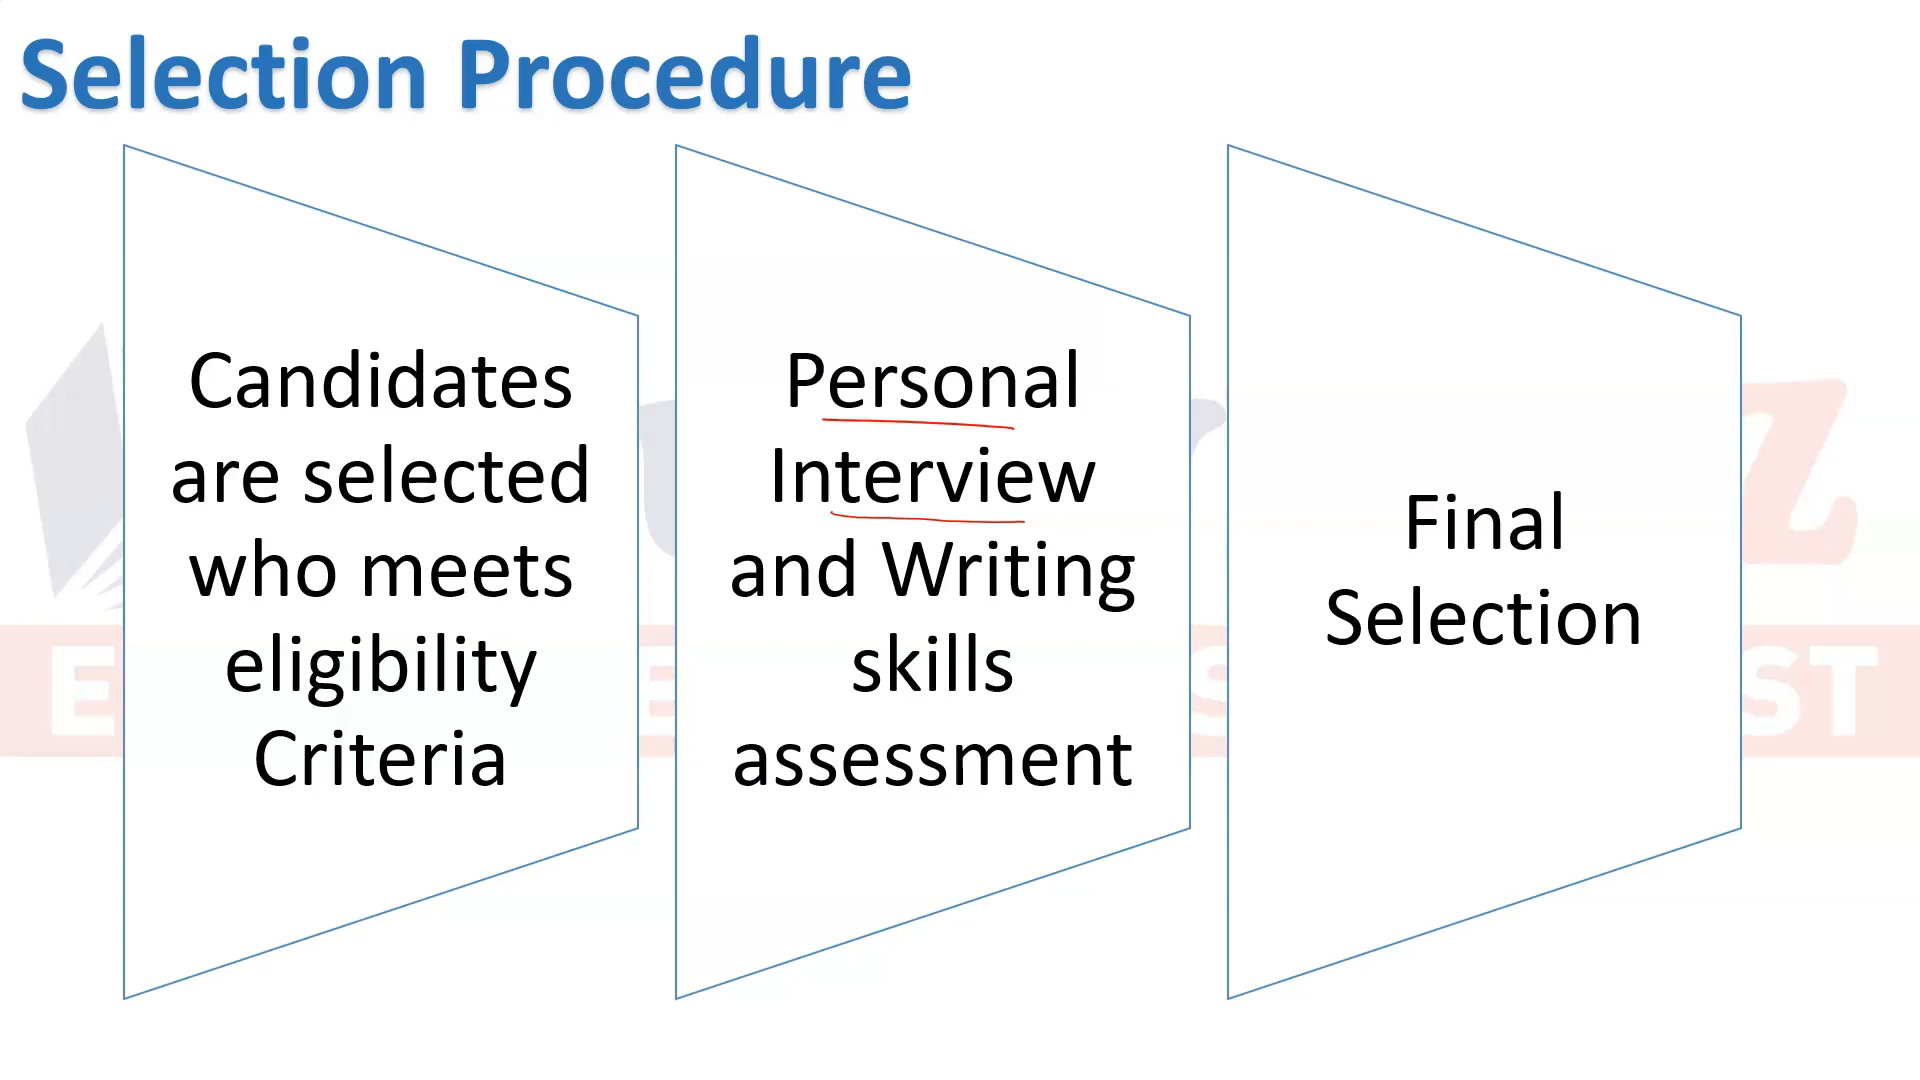 Selection Procedure
Candidates
are selected
who meets
eligibility
Criteria
Personal
Interview
and Writing
skills
assessment
Final
Selection